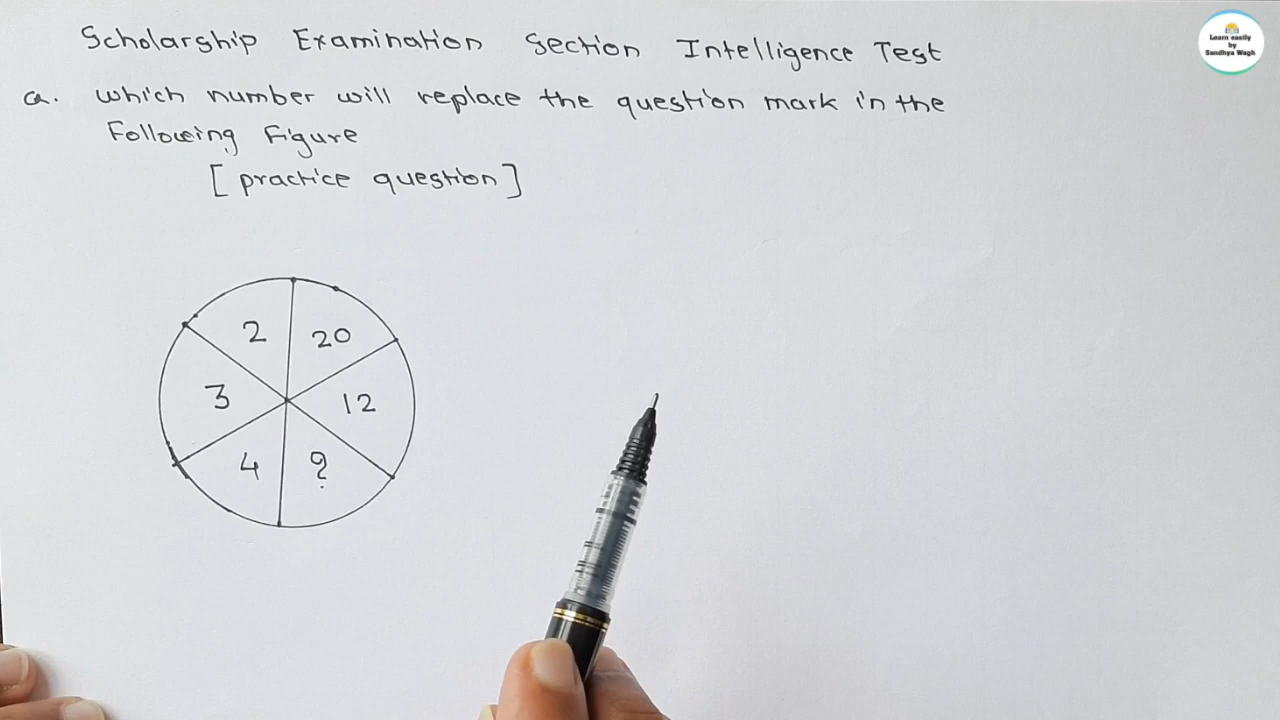 Scholarship Examination Section Intelligence Test
Q. which number will replace the question mark in the
Following Figure
[practice question]
2 20
3 12
4 ?
Learn easily
by
Sandhya Wagh